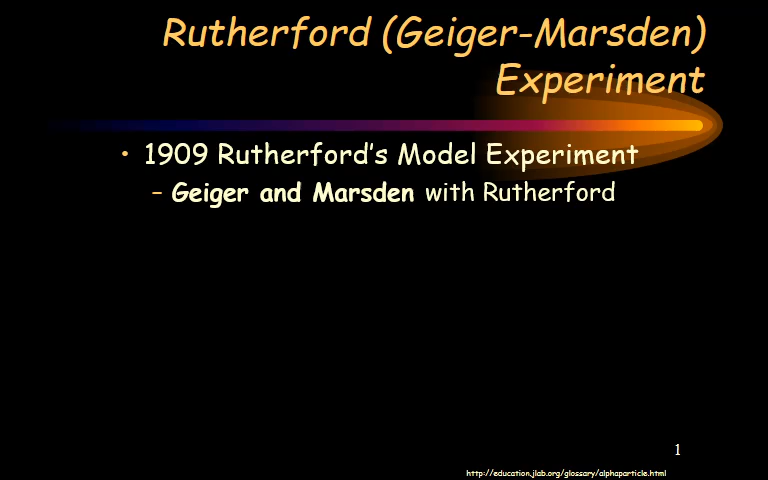 Rutherford (Geiger-Marsden)
Experiment
• 1909 Rutherford's Model Experiment
– Geiger and Marsden with Rutherford
1
http://education.jlab.org/glossary/alphaparticle.html